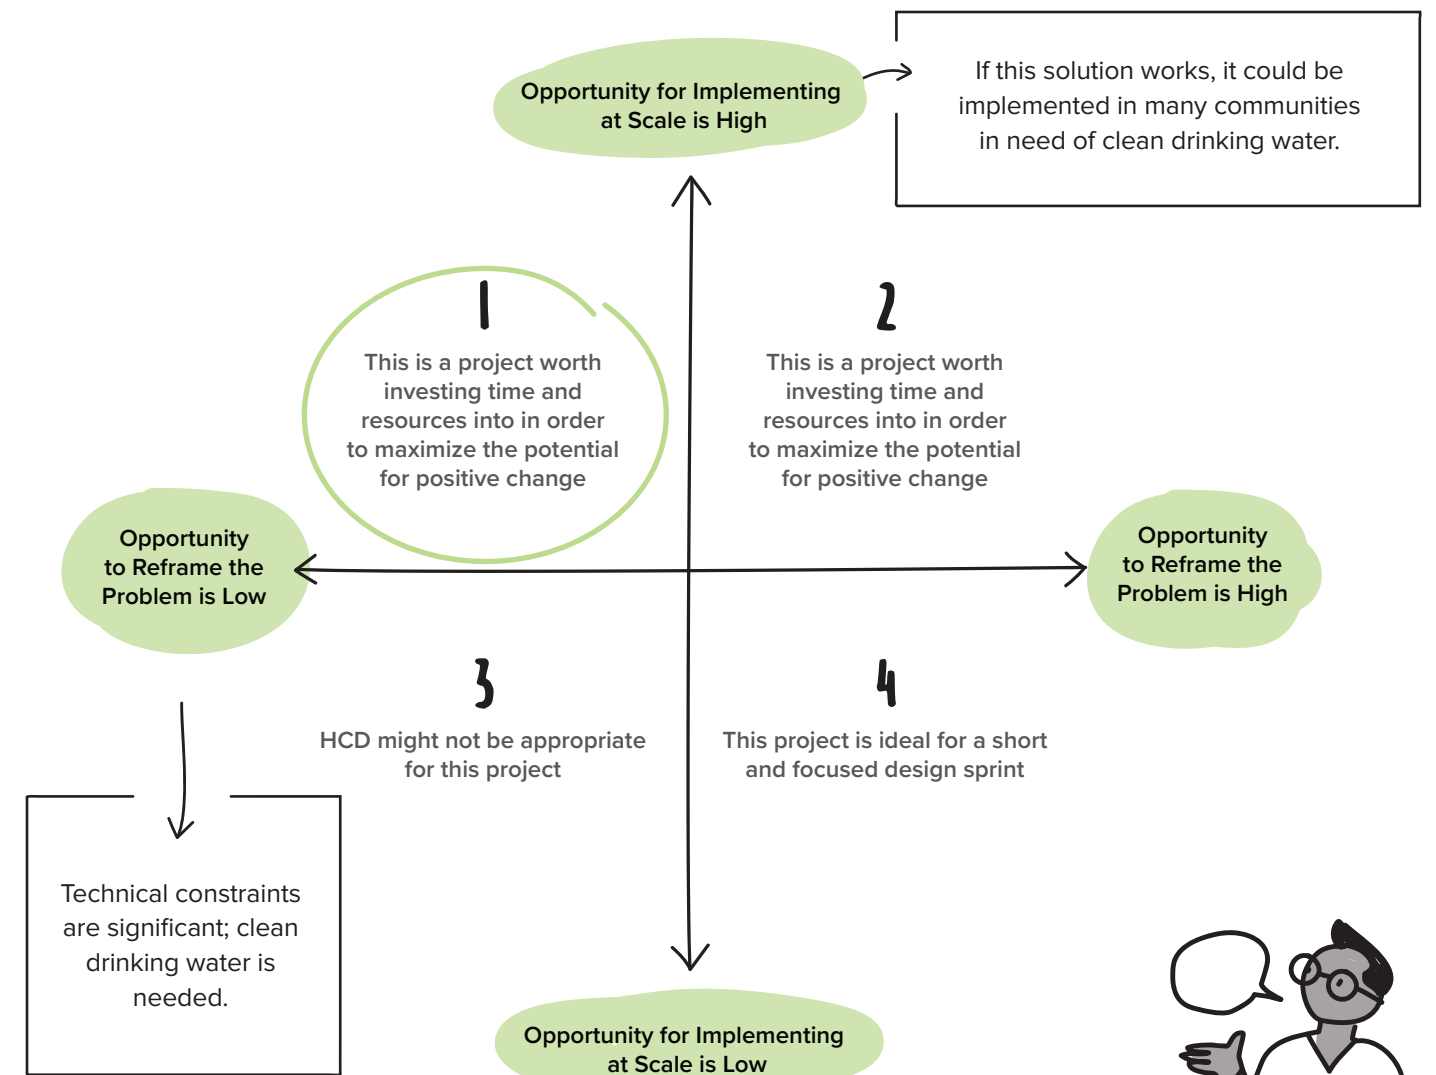 Opportunity for Implementing
at Scale is High
If this solution works, it could be
implemented in many communities
in need of clean drinking water.
1
This is a project worth
investing time and
resources into in order
to maximize the potential
for positive change
2
This is a project worth
investing time and
resources into in order
to maximize the potential
for positive change
Opportunity
to Reframe the
Problem is Low
Opportunity
to Reframe the
Problem is High
3
HCD might not be appropriate
for this project
4
This project is ideal for a short
and focused design sprint
Technical constraints
are significant; clean
drinking water is
needed.
Opportunity for Implementing
at Scale is Low